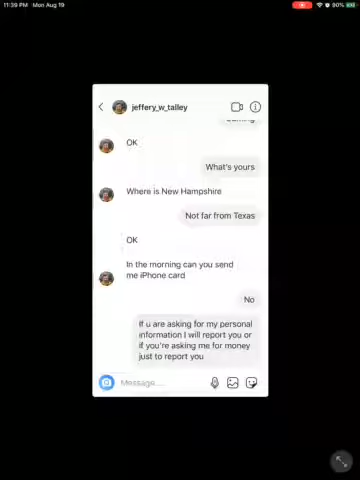 11:39 PM Mon Aug 19
90%
jeffery_w_talley
OK
What's yours
Where is New Hampshire
Not far from Texas
OK
In the morning can you send
me iPhone card
No
If u are asking for my personal
information I will report you or
if you're asking me for money
just to report you
Message...